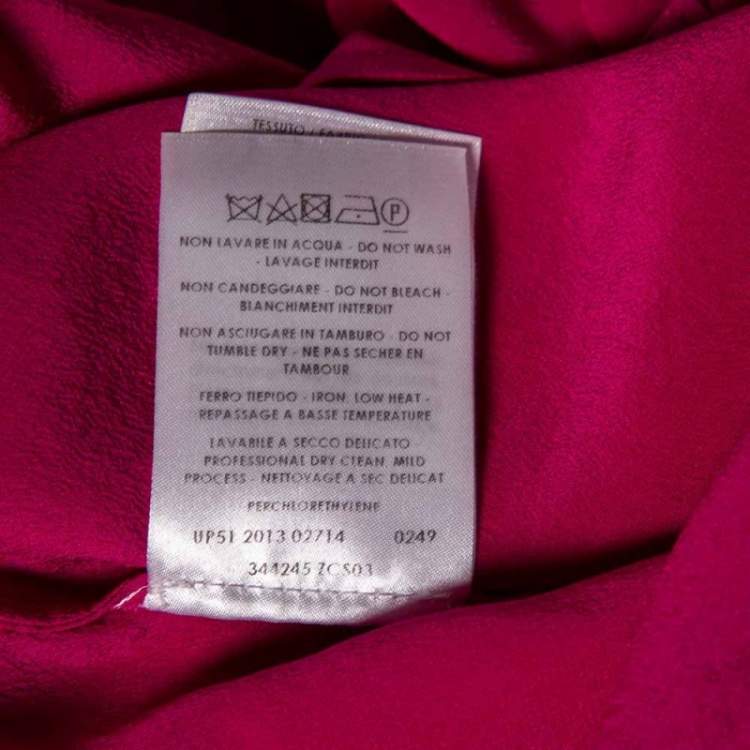 TESSUTO /
P
NON LAVARE IN ACQUA - DO NOT WASH
- LAVAGE INTERDIT
NON CANDEGGIARE - DO NOT BLEACH -
BLANCHIMENT INTERDIT
NON ASCIUGARE IN TAMBURO - DO NOT
TUMBLE DRY - NE PAS SECHER EN
TAMBOUR
FERRO TIEPIDO - IRON, LOW HEAT -
REPASSAGE A BASSE TEMPERATURE
LAVABILE A SECCO DELICATO -
PROFESSIONAL DRY CLEAN, MILD
PROCESS - NETTOYAGE A SEC DELICAT
PERCHLORETHYLENE
UP51 2013 02714 0249
344245 ZCS03